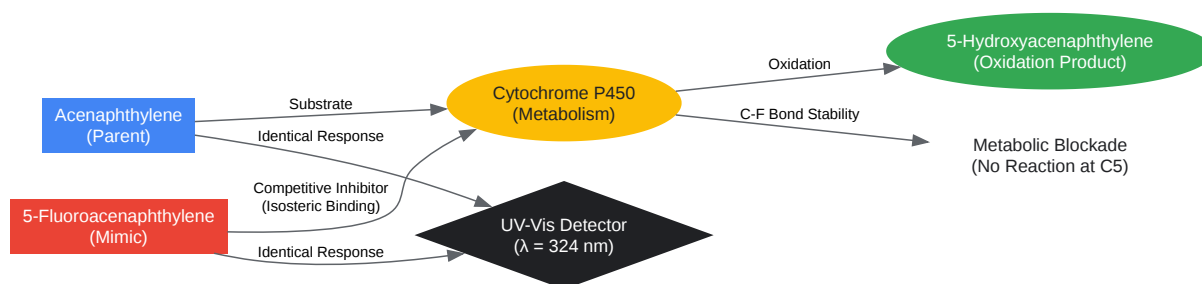 5-Hydroxyacenaphthylene
(Oxidation Product)
Oxidation
Cytochrome P450
(Metabolism)
Substrate
Acenaphthylene
(Parent)
C-F Bond Stability
Identical Response
Metabolic Blockade
(No Reaction at C5)
Competitive Inhibitor
(Isosteric Binding)
5-Fluoroacenaphthylene
(Mimic)
UV-Vis Detector
(λ = 324 nm)
Identical Response